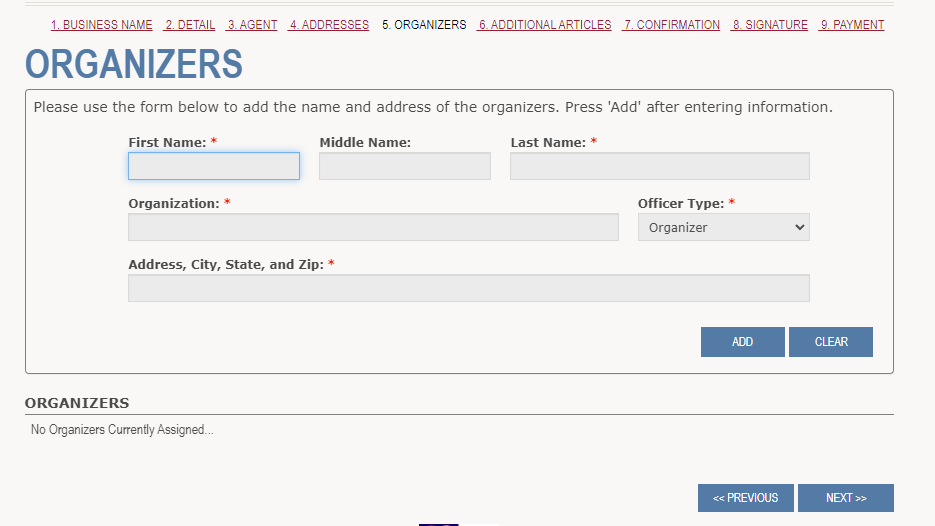 1. BUSINESS NAME 2. DETAIL 3. AGENT 4. ADDRESSES 5. ORGANIZERS 6. ADDITIONAL ARTICLES 7. CONFIRMATION 8. SIGNATURE 9. PAYMENT
ORGANIZERS
Please use the form below to add the name and address of the organizers. Press 'Add' after entering information.
First Name: * Middle Name: Last Name: *
Organization: * Officer Type: *
Organizer
Address, City, State, and Zip: *
ADD CLEAR
ORGANIZERS
No Organizers Currently Assigned...
<< PREVIOUS NEXT >>